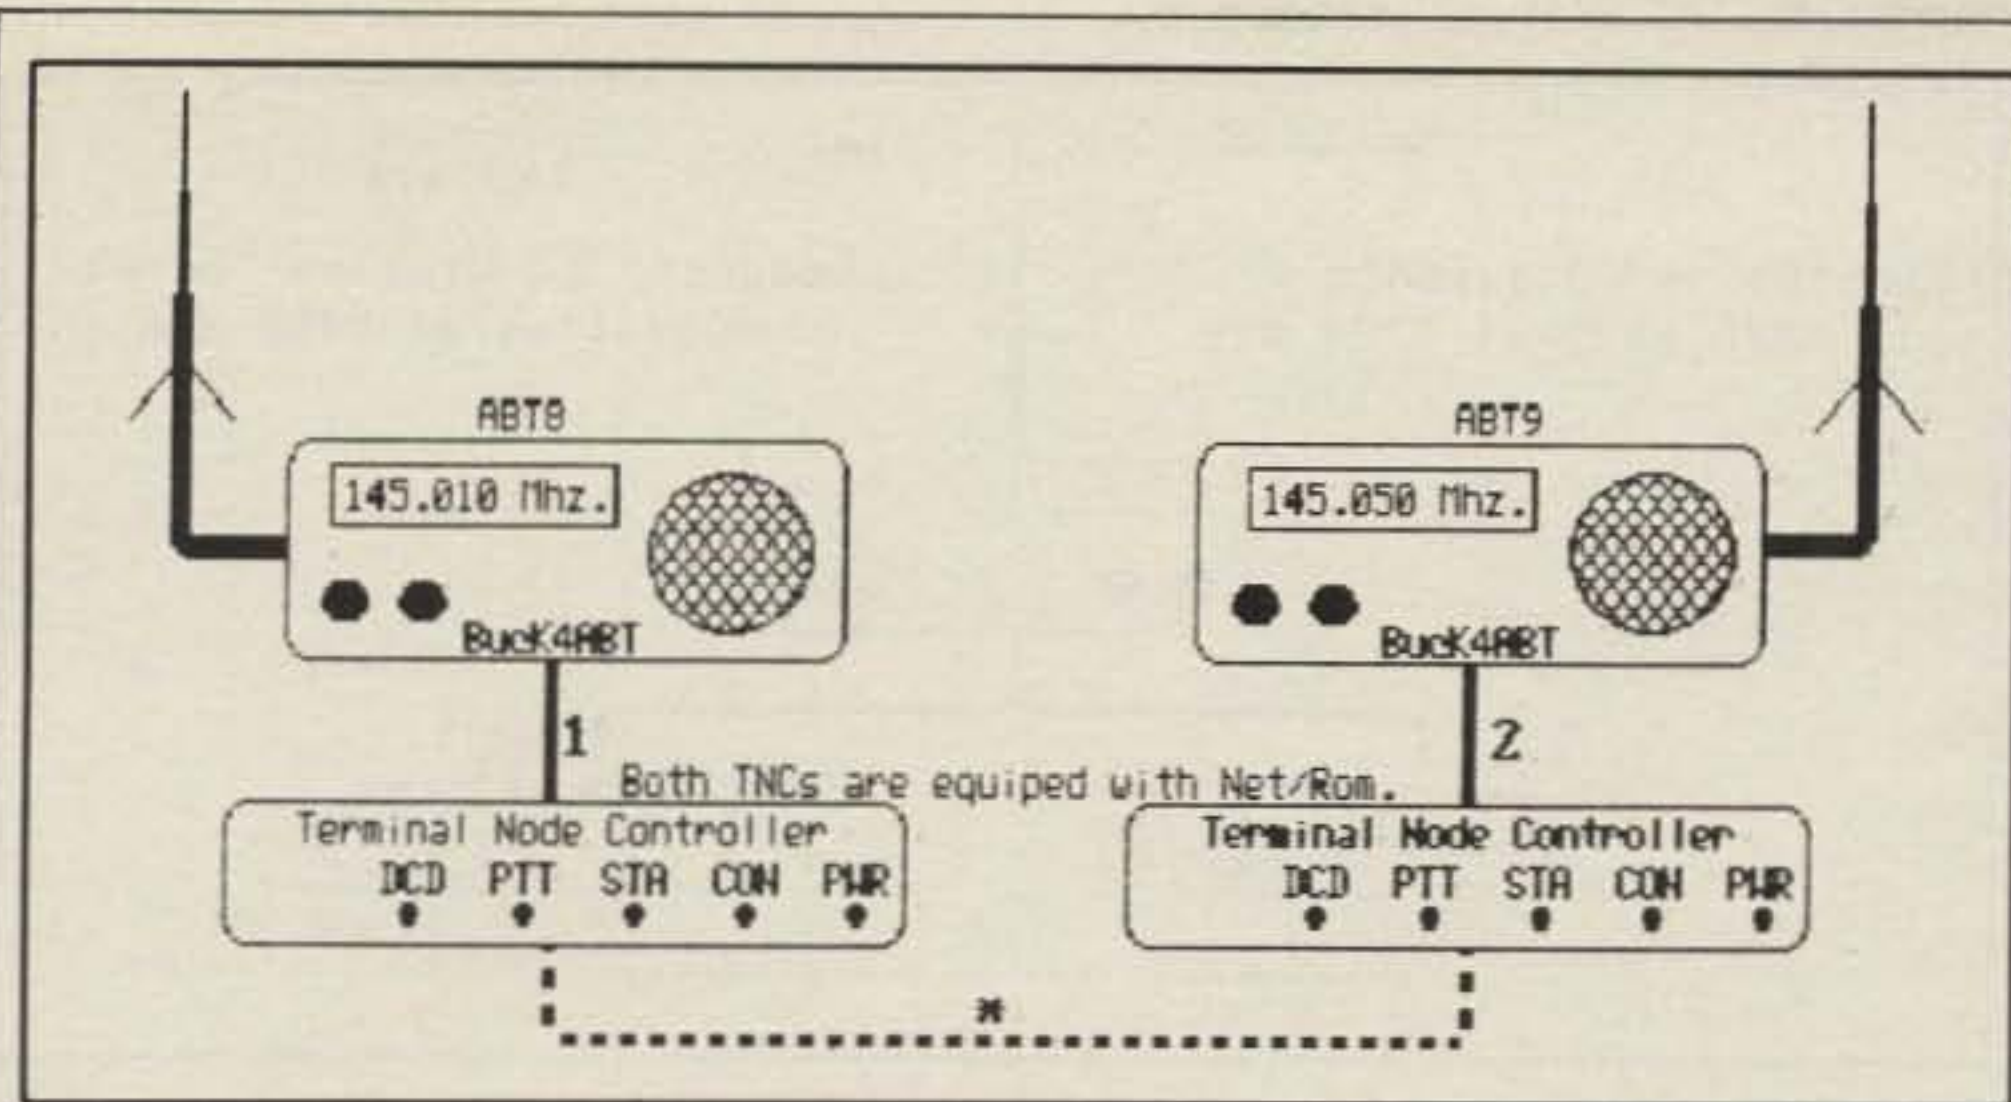 ABT8
ABT9
145.010 Mhz.
145.050 Mhz.
BucK4ABT
BucK4ABT
1
2
Both TNCs are equiped with Net/Rom.
Terminal Node Controller
DCD PTT STA CON PWR
Terminal Node Controller
DCD PTT STA CON PWR
*